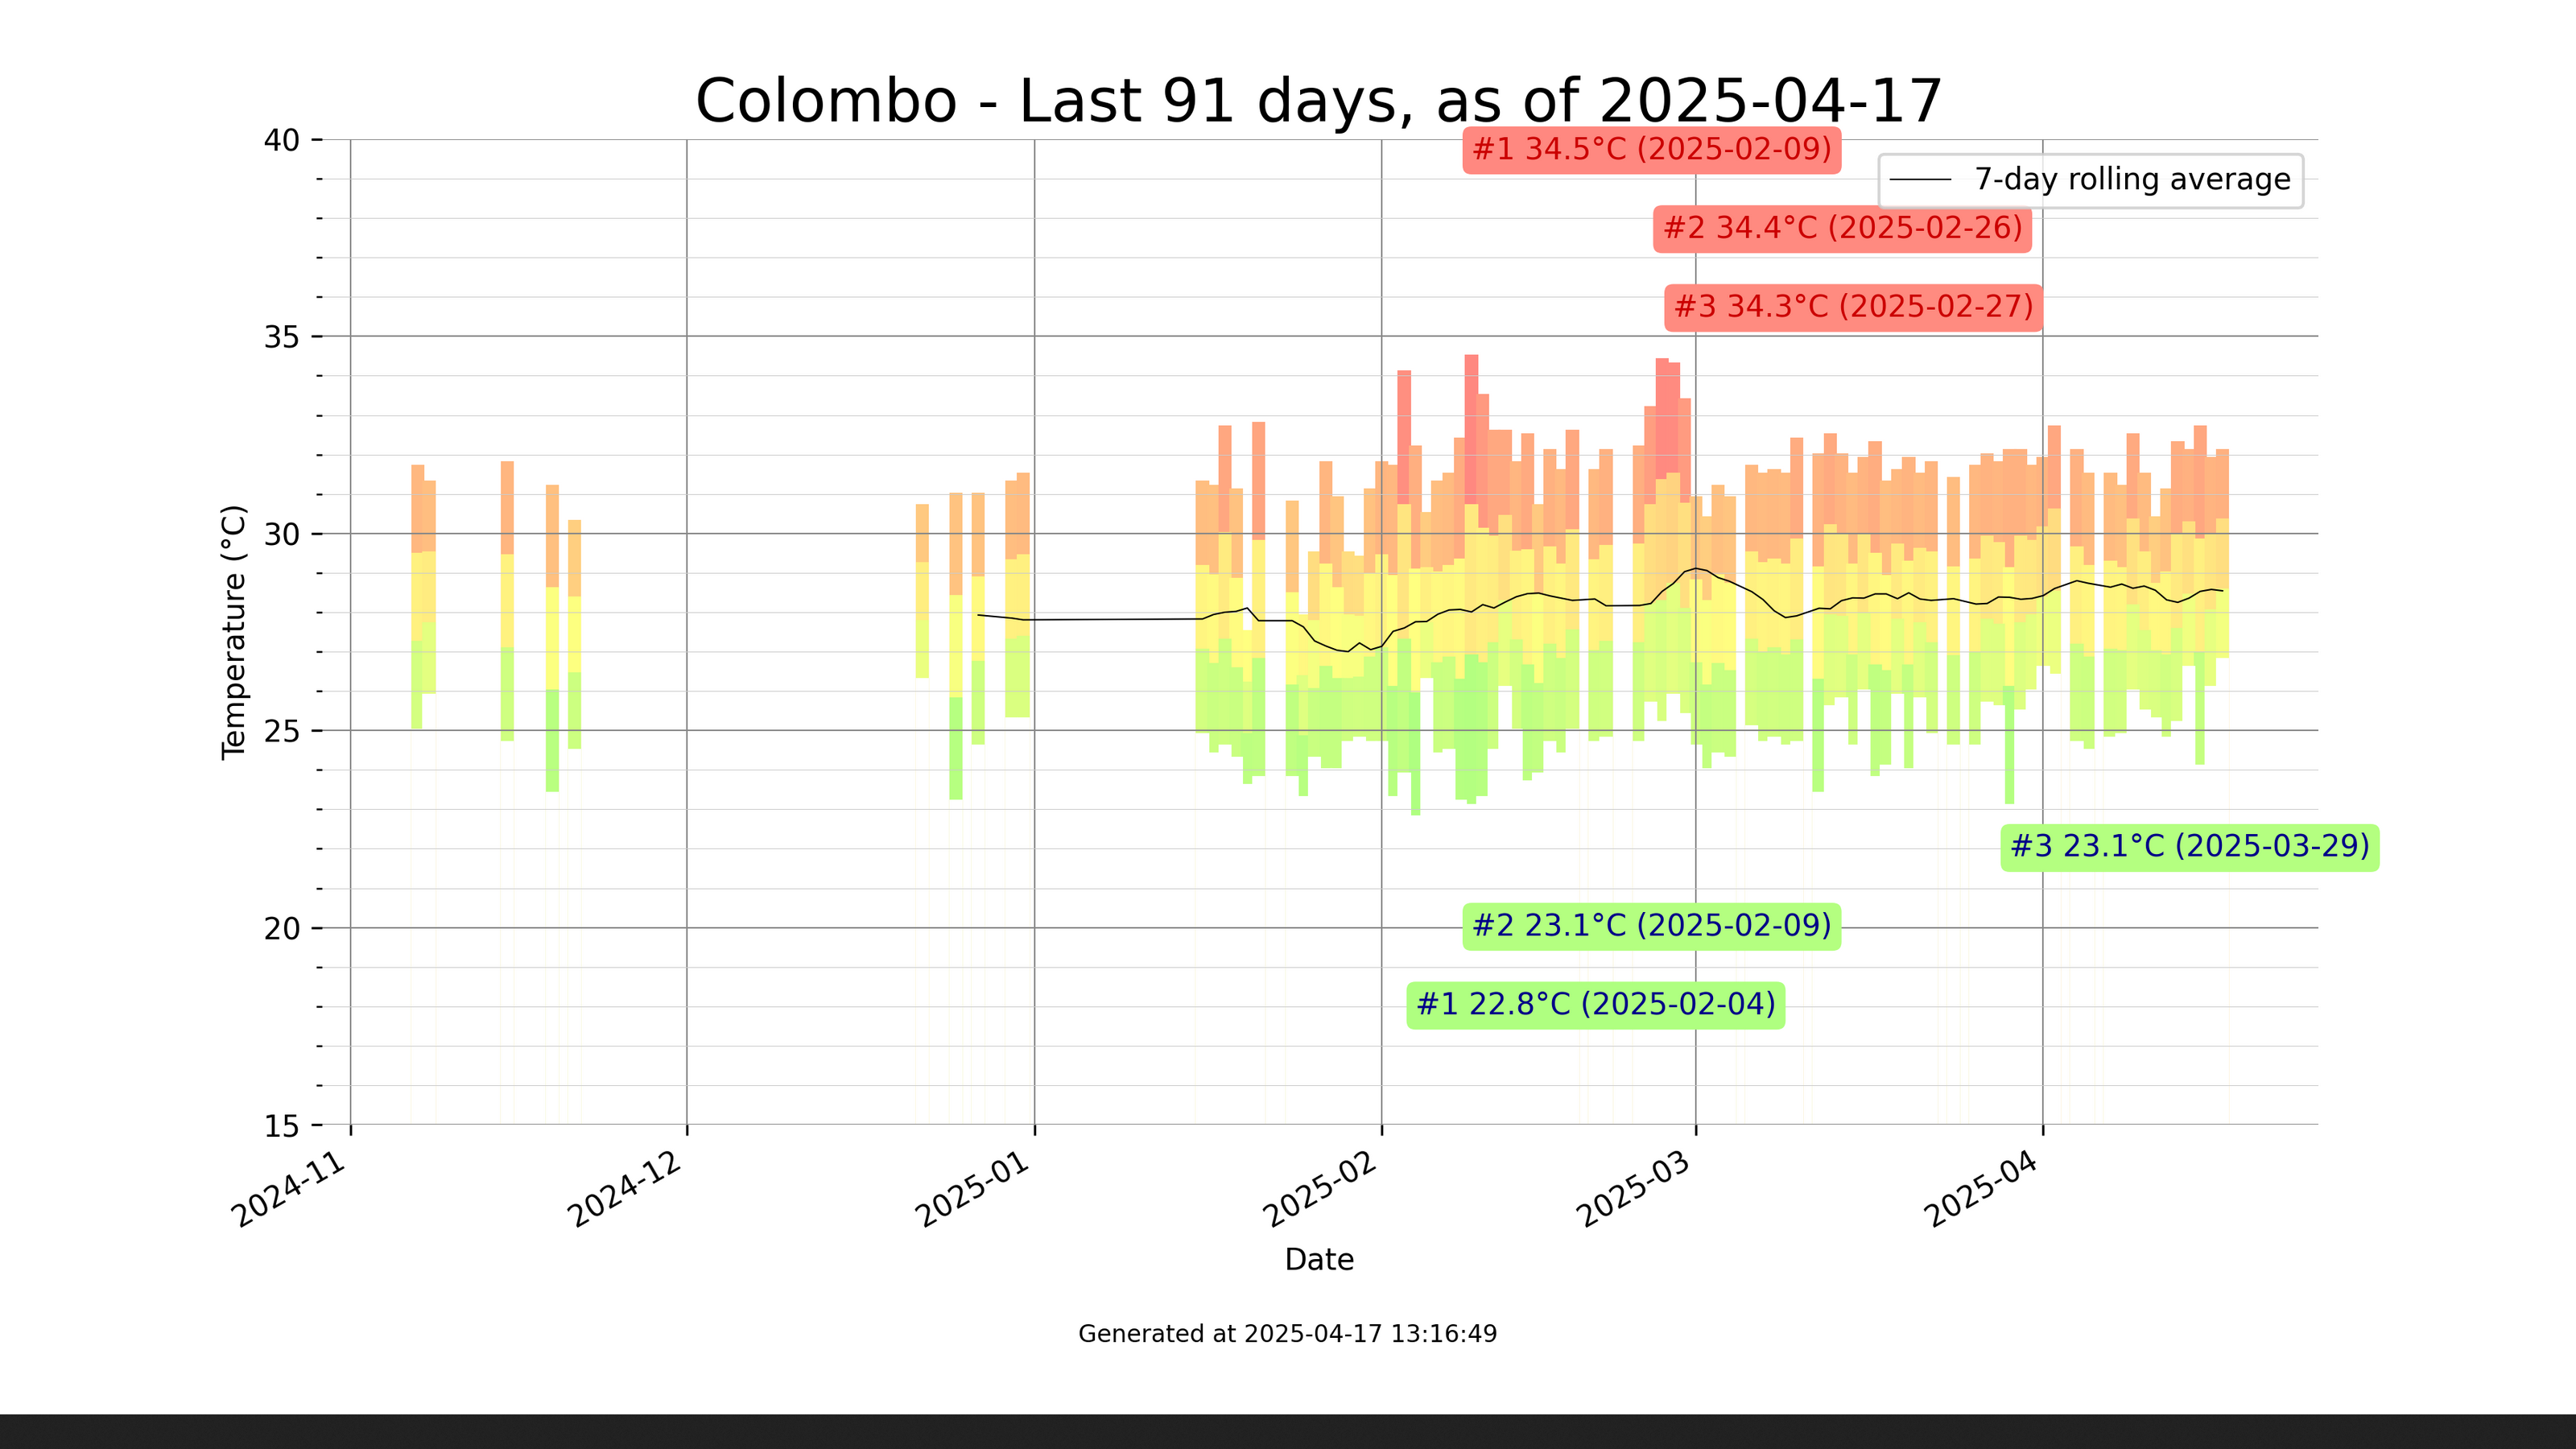 Colombo - Last 91 days, as of 2025-04-17
#1 34.5°C (2025-02-09)
7-day rolling average
#2 34.4°C (2025-02-26)
#3 34.3°C (2025-02-27)
40
35
30
25
20
15
Temperature (°C)
#3 23.1°C (2025-03-29)
#2 23.1°C (2025-02-09)
#1 22.8°C (2025-02-04)
2024-11
2024-12
2025-01
2025-02
2025-03
2025-04
Date
Generated at 2025-04-17 13:16:49